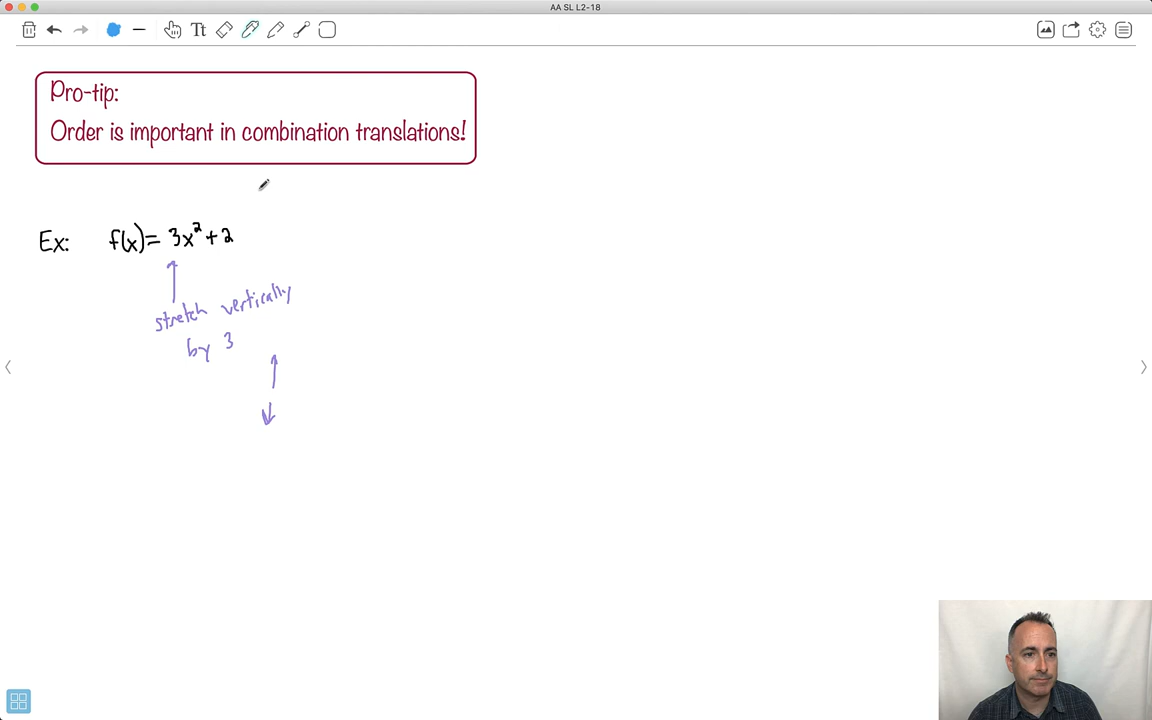 AA SL L2-18
Tt
Pro-tip:
Order is important in combination translations!
Ex: f(x)= 3x²+2
stretch vertically
by 3